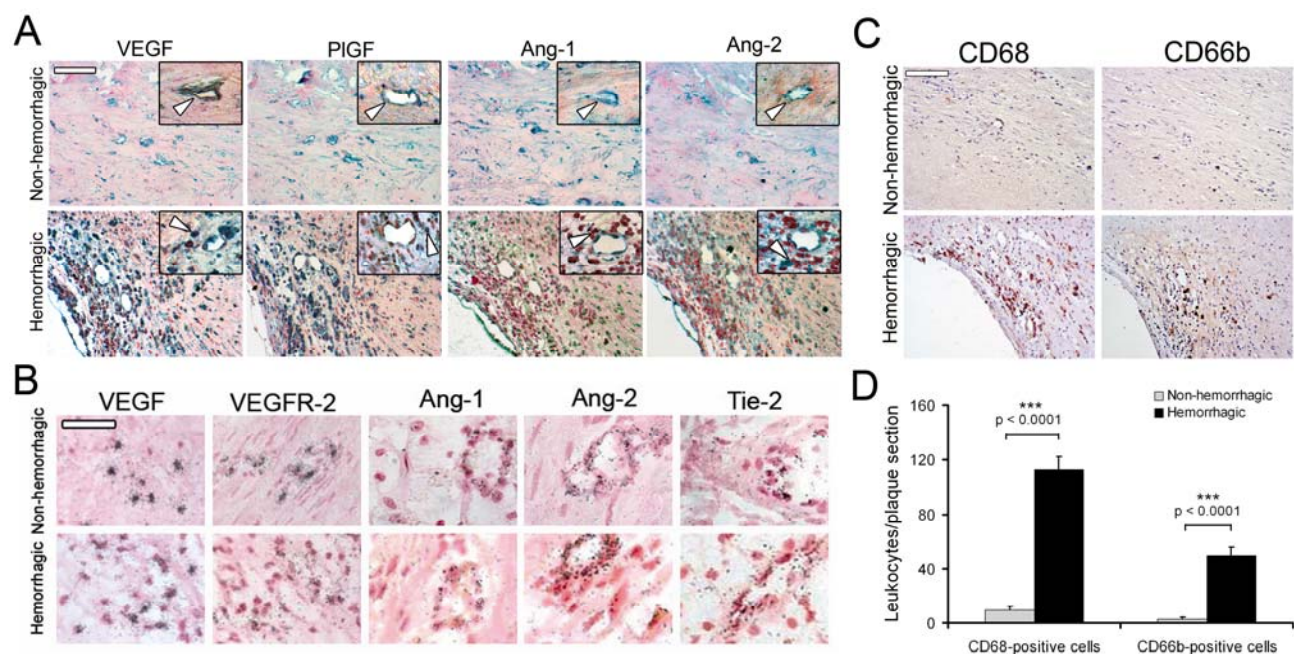 A
VEGF
PlGF
Ang-1
Ang-2
Non-hemorrhagic
Hemorrhagic
B
VEGF
VEGFR-2
Ang-1
Ang-2
Tie-2
Non-hemorrhagic
Hemorrhagic
C
CD68
CD66b
Non-hemorrhagic
Hemorrhagic
D
Leukocytes/plaque section
160
120
80
40
0
Non-hemorrhagic
Hemorrhagic
***
p < 0.0001
***
p < 0.0001
CD68-positive cells
CD66b-positive cells